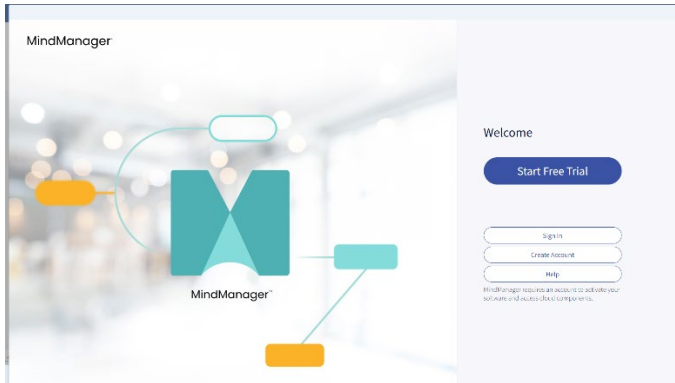 MindManager
MindManager™
Welcome
Start Free Trial
Sign In
Create Account
Help
MindManager requires an account to activate your
software and access cloud components.